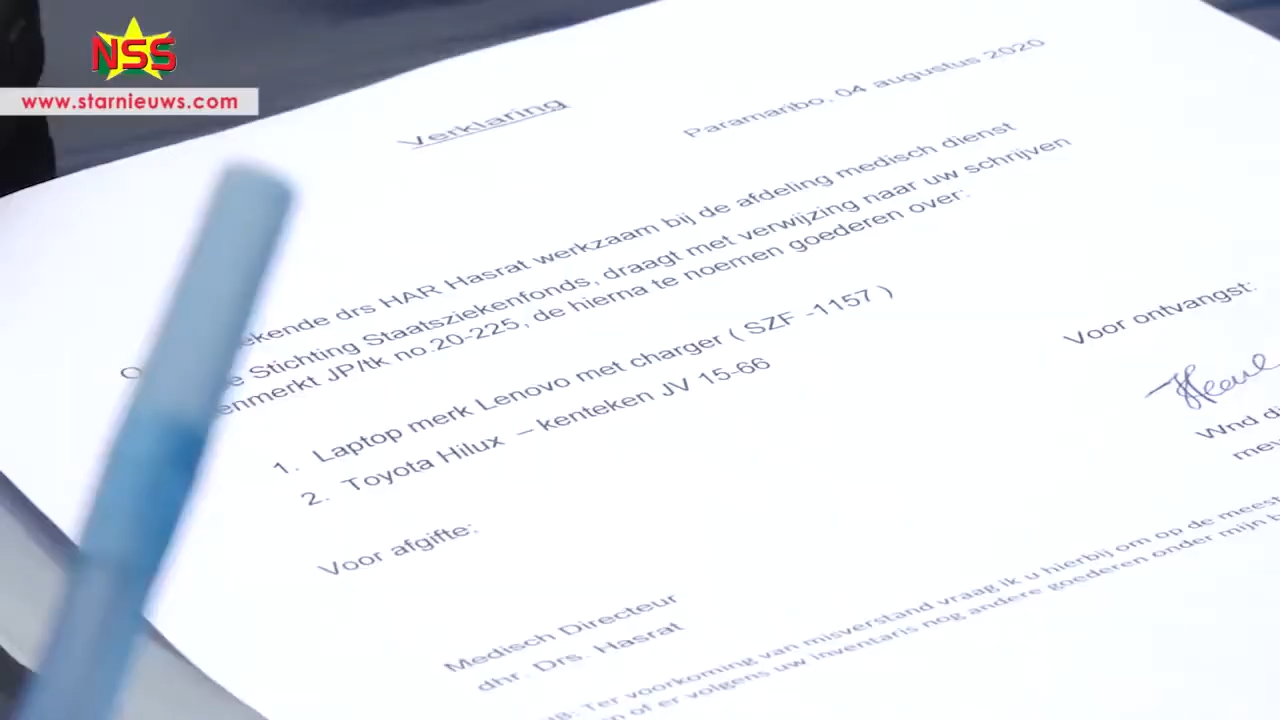 NSS
www.starnieuws.com
Verklaring
Paramaribo, 04 augustus 2020
drs HAR Hasrat werkzaam bij de afdeling medisch dienst
Stichting Staatsziekenfonds, draagt met verwijzing naar uw schrijven
JP/tk no.20-225, de hierna te noemen goederen over:
1. Laptop merk Lenovo met charger ( SZF -1157 )
2. Toyota Hilux – kenteken JV 15-66
Voor afgifte:
Voor ontvangst:
Wnd
Medisch Directeur
dhr. Drs. Hasrat
Ter voorkoming van misverstand vraag ik u hierbij om op de meest
of er volgens uw inventaris nog andere goederen onder mijn